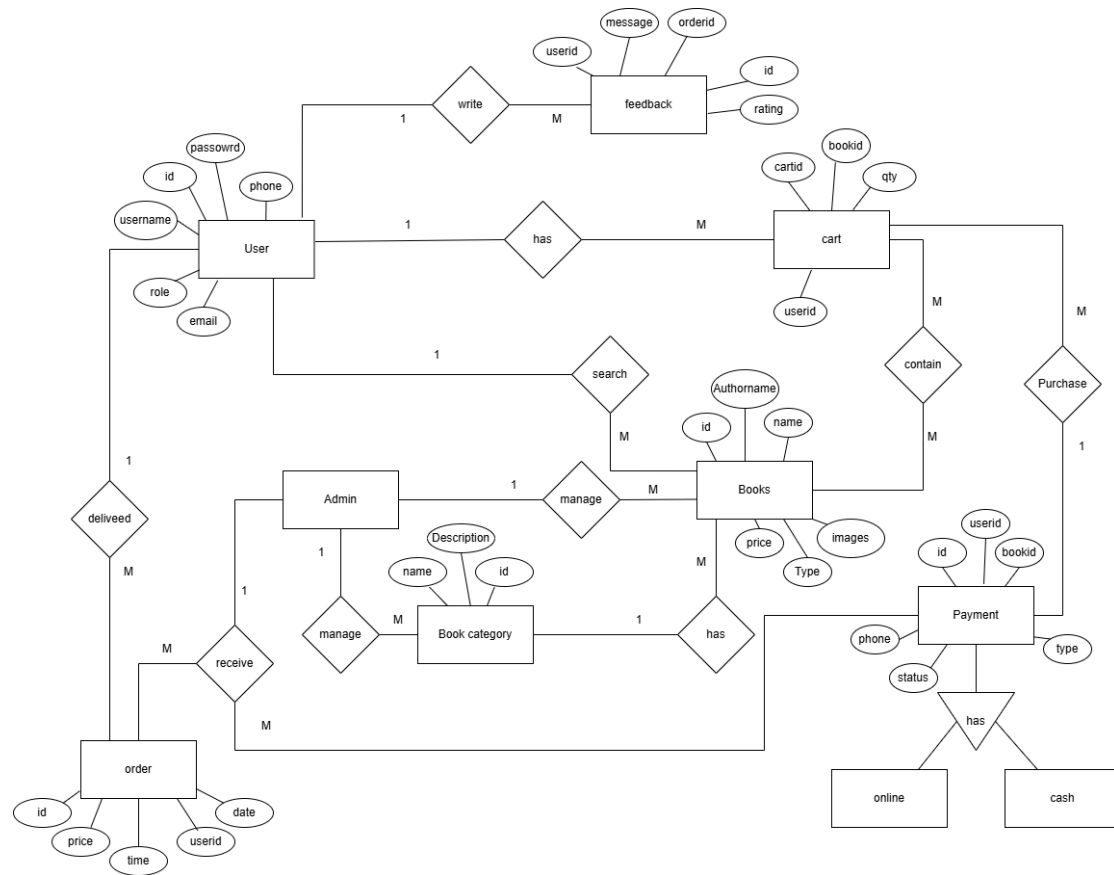 message
orderid
userid
id
feedback
write
rating
1
M
passowrd
bookid
id
phone
cartid
qty
username
User
1
has
M
cart
role
userid
email
M
M
1
search
contain
Purchase
Authorname
id
name
M
M
1
1
Admin
1
manage
M
Books
deliveed
Description
price
images
userid
1
M
id
bookid
name
id
Type
M
1
manage
M
Book category
1
has
Payment
M
receive
phone
type
status
M
has
order
online
cash
id
date
price
userid
time